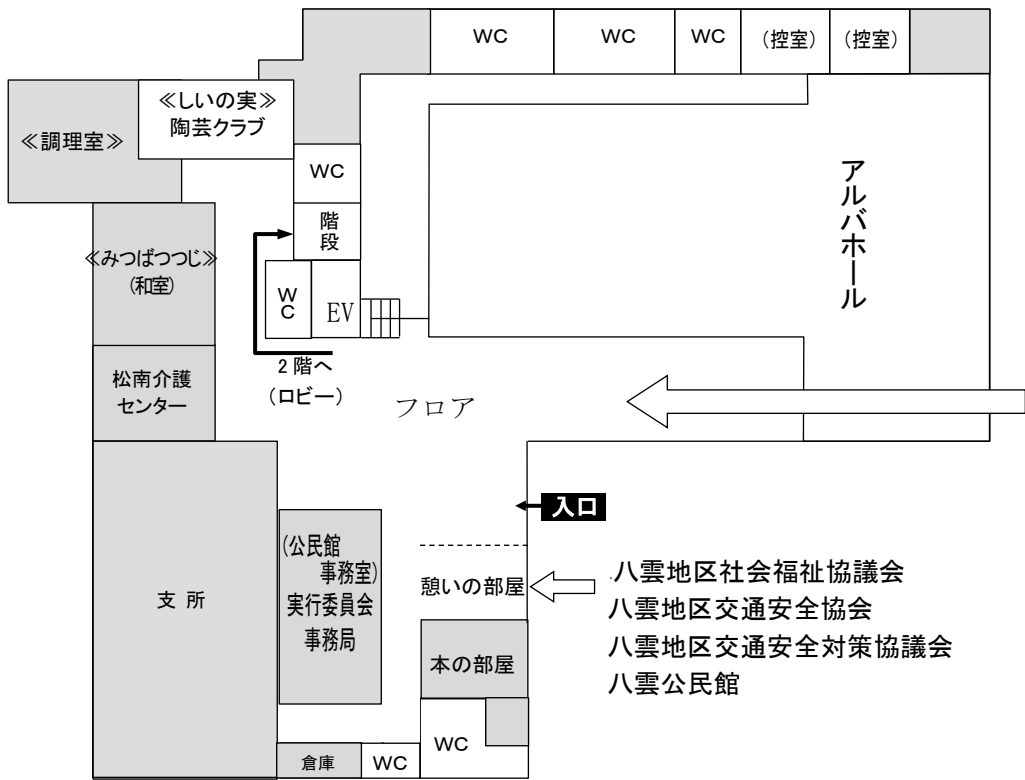 WC
WC
WC
(控室)
(控室)
≪しいの実≫
陶芸クラブ
≪調理室≫
WC
階段
アルバホール
≪みつばつつじ≫
(和室)
WC
EV
2階へ
(ロビー)
松南介護
センター
フロア
入口
(公民館
事務室)
実行委員会
事務局
支所
憩いの部屋
八雲地区社会福祉協議会
八雲地区交通安全協会
八雲地区交通安全対策協議会
八雲公民館
本の部屋
WC
倉庫
WC